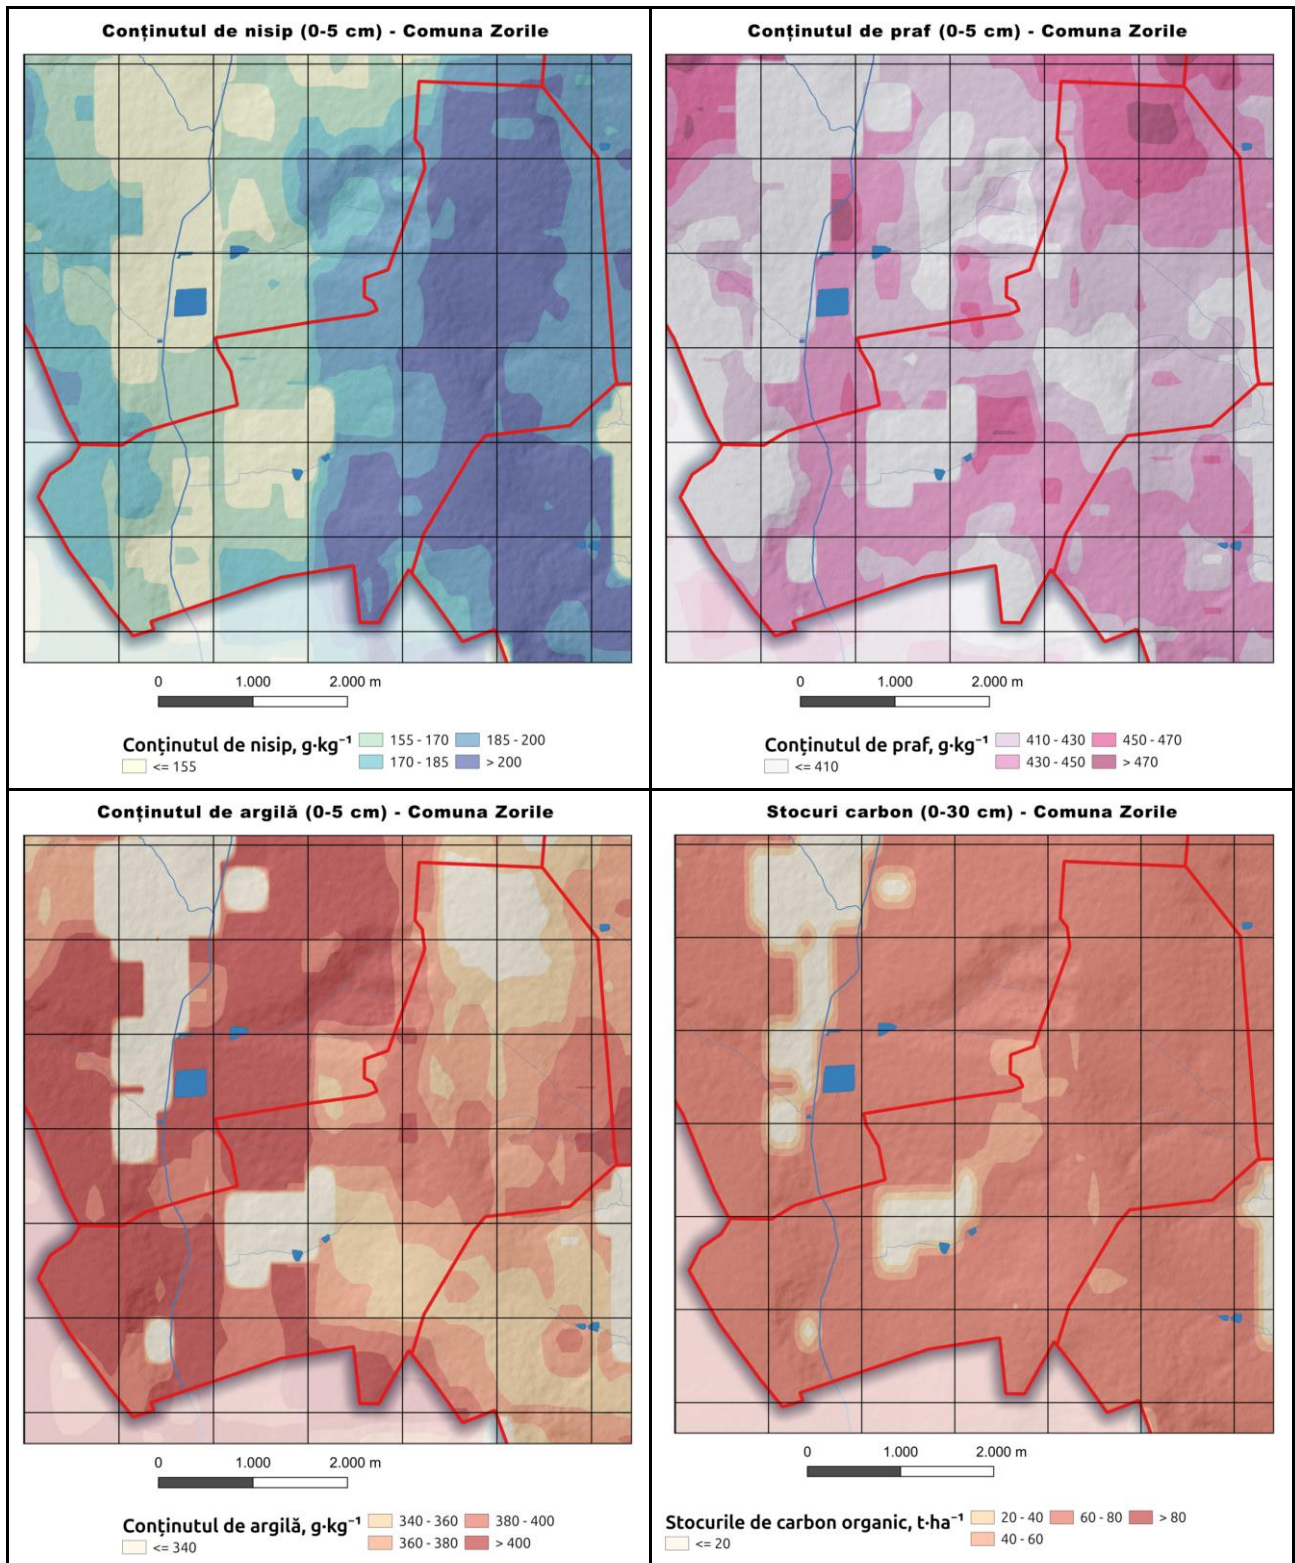 Conținutul de nisip (0-5 cm) - Comuna Zorile
0 1.000 2.000 m
Conținutul de nisip, g·kg⁻¹
<= 155
155 - 170
170 - 185
185 - 200
> 200
Conținutul de praf (0-5 cm) - Comuna Zorile
0 1.000 2.000 m
Conținutul de praf, g·kg⁻¹
<= 410
410 - 430
430 - 450
450 - 470
> 470
Conținutul de argilă (0-5 cm) - Comuna Zorile
0 1.000 2.000 m
Conținutul de argilă, g·kg⁻¹
<= 340
340 - 360
360 - 380
380 - 400
> 400
Stocuri carbon (0-30 cm) - Comuna Zorile
0 1.000 2.000 m
Stocurile de carbon organic, t·ha⁻¹
<= 20
20 - 40
40 - 60
60 - 80
> 80